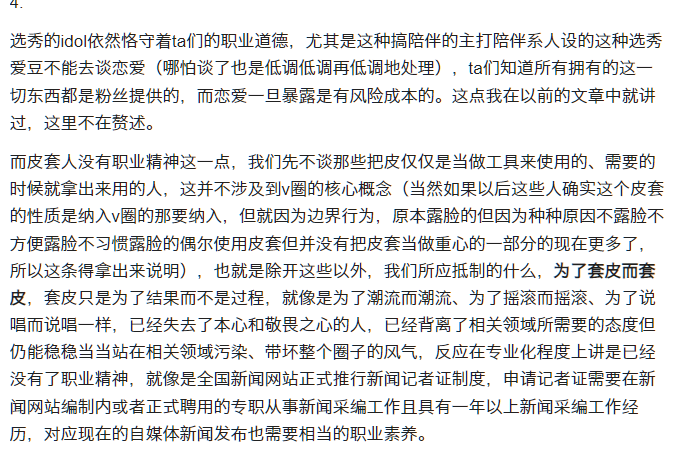 4.
选秀的idol依然恪守着ta们的职业道德，尤其是这种搞陪伴的主打陪伴系人设的这种选秀
爱豆不能去谈恋爱（哪怕谈了也是低调低调再低调地处理），ta们知道所有拥有的这一
切东西都是粉丝提供的，而恋爱一旦暴露是有风险成本的。这点我在以前的文章中就讲
过，这里不在赘述。
而皮套人没有职业精神这一点，我们先不谈那些把皮仅仅是当做工具来使用的、需要的
时候就拿出来用的人，这并不涉及到v圈的核心概念（当然如果以后这些人确实这个皮套
的性质是纳入v圈的那要纳入，但就因为边界行为，原本露脸的但因为种种原因不露脸不
方便露脸不习惯露脸的偶尔使用皮套但并没有把皮套当做重心的一部分的现在更多了，
所以这条得拿出来说明），也就是除开这些以外，我们所应抵制的什么，为了套皮而套
皮，套皮只是为了结果而不是过程，就像是为了潮流而潮流、为了摇滚而摇滚、为了说
唱而说唱一样，已经失去了本心和敬畏之心的人，已经背离了相关领域所需要的态度但
仍能稳稳当当站在相关领域污染、带坏整个圈子的风气，反应在专业化程度上讲是已经
没有了职业精神，就像是全国新闻网站正式推行新闻记者证制度，申请记者证需要在新
闻网站编制内或者正式聘用的专职从事新闻采编工作且具有一年以上新闻采编工作经
历，对应现在的自媒体新闻发布也需要相当的职业素养。